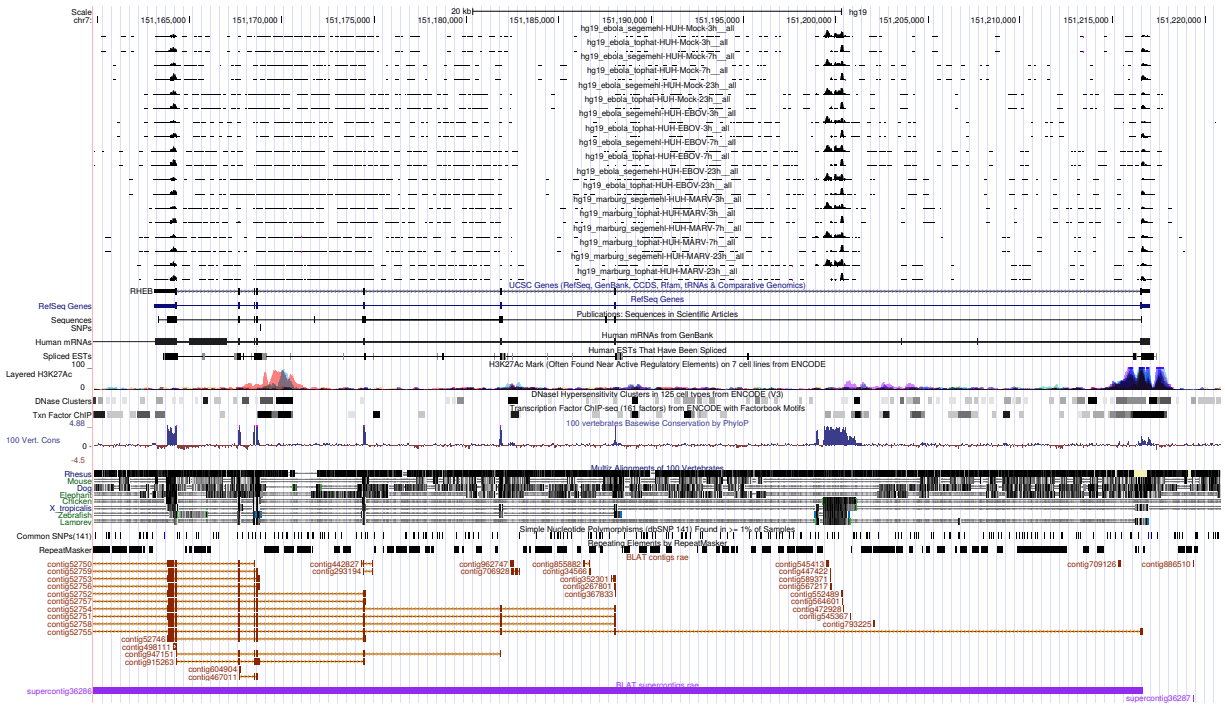 Scale 20 kb hg19
chr7: 151,165,000 151,170,000 151,175,000 151,180,000 151,185,000 151,190,000 151,195,000 151,200,000 151,205,000 151,210,000 151,215,000 151,220,000
hg19_ebola_segemehl-HUH-Mock-3h__all
hg19_ebola_tophat-HUH-Mock-3h__all
hg19_ebola_segemehl-HUH-Mock-7h__all
hg19_ebola_tophat-HUH-Mock-7h__all
hg19_ebola_segemehl-HUH-Mock-23h__all
hg19_ebola_tophat-HUH-Mock-23h__all
hg19_ebola_segemehl-HUH-EBOV-3h__all
hg19_ebola_tophat-HUH-EBOV-3h__all
hg19_ebola_segemehl-HUH-EBOV-7h__all
hg19_ebola_tophat-HUH-EBOV-7h__all
hg19_ebola_segemehl-HUH-EBOV-23h__all
hg19_ebola_tophat-HUH-EBOV-23h__all
hg19_marburg_segemehl-HUH-MARV-3h__all
hg19_marburg_tophat-HUH-MARV-3h__all
hg19_marburg_segemehl-HUH-MARV-7h__all
hg19_marburg_tophat-HUH-MARV-7h__all
hg19_marburg_segemehl-HUH-MARV-23h__all
hg19_marburg_tophat-HUH-MARV-23h__all
UCSC Genes (RefSeq, GenBank, CCDS, Rfam, tRNAs & Comparative Genomics)
RHEB
RefSeq Genes
RefSeq Genes
Publications: Sequences in Scientific Articles
Sequences
SNPs
Human mRNAs from GenBank
Human mRNAs
Human ESTs That Have Been Spliced
Spliced ESTs
H3K27Ac Mark (Often Found Near Active Regulatory Elements) on 7 cell lines from ENCODE
100
Layered H3K27Ac
0
DNaseI Hypersensitivity Clusters in 125 cell types from ENCODE (V3)
DNase Clusters
Transcription Factor ChIP-seq (161 factors) from ENCODE with Factorbook Motifs
Txn Factor ChIP
100 vertebrates Basewise Conservation by PhyloP
4.88
100 Vert. Cons
0
-4.5
Multiz Alignments of 100 Vertebrates
Rhesus
Mouse
Dog
Elephant
Chicken
X_tropicalis
Zebrafish
Lamprey
Simple Nucleotide Polymorphisms (dbSNP 141) Found in >= 1% of Samples
Common SNPs(141)
Repeating Elements by RepeatMasker
RepeatMasker
BLAT contigs rae
contig52750 contig442827 contig962747 contig855882 contig545413 contig709126 contig886510
contig52759 contig293194 contig706928 contig34566 contig447422
contig52753 contig352301 contig589371
contig52756 contig267801 contig567217
contig52752 contig367833 contig552489
contig52757 contig564601
contig52754 contig472928
contig52751 contig545367
contig52758 contig793225
contig52755
contig52746
contig498111
contig947151
contig915263
contig604904
contig467011
BLAT supercontigs rae
supercontig36286
supercontig36287